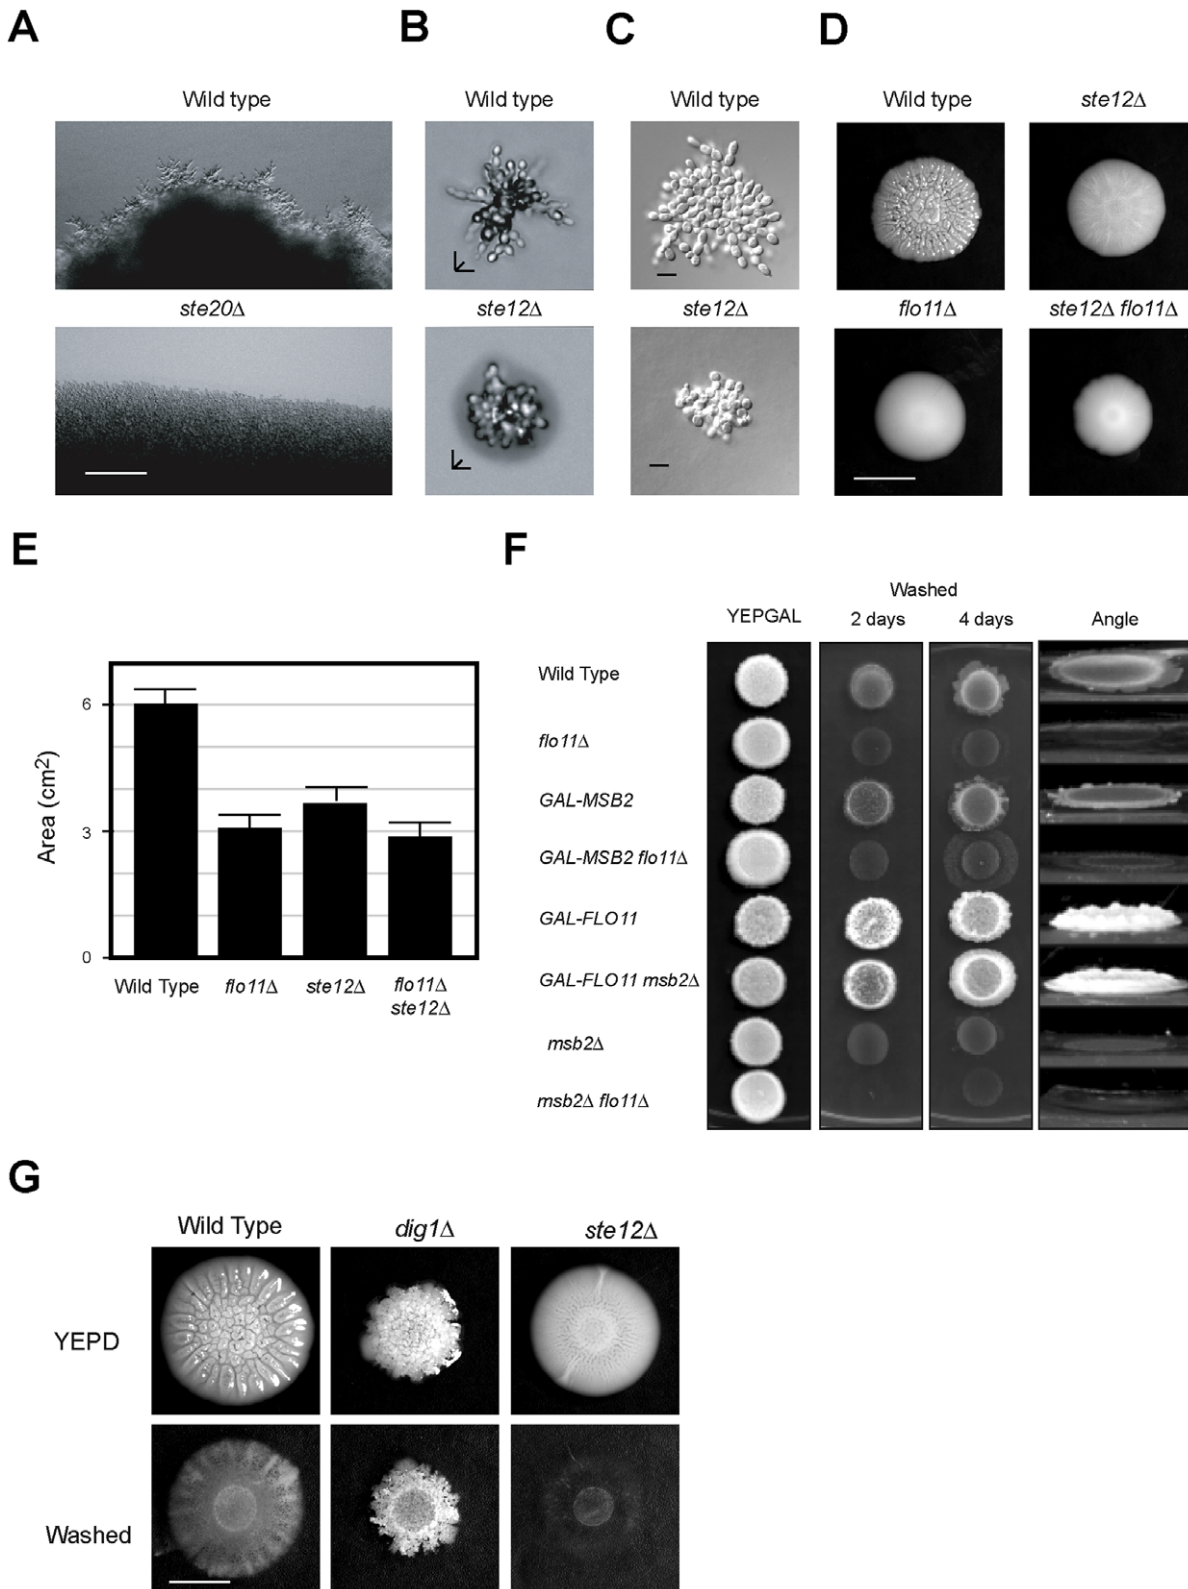 A
B
C
D
Wild type
Wild type
Wild type
Wild type
ste12Δ
ste20Δ
ste12Δ
ste12Δ
flo11Δ
ste12Δ flo11Δ
E
F
Area (cm2)
6
3
0
Wild Type
flo11Δ
ste12Δ
flo11Δ
ste12Δ
Washed
YEPGAL
2 days
4 days
Angle
Wild Type
flo11Δ
GAL-MSB2
GAL-MSB2 flo11Δ
GAL-FLO11
GAL-FLO11 msb2Δ
msb2Δ
msb2Δ flo11Δ
G
Wild Type
dig1Δ
ste12Δ
YEPD
Washed